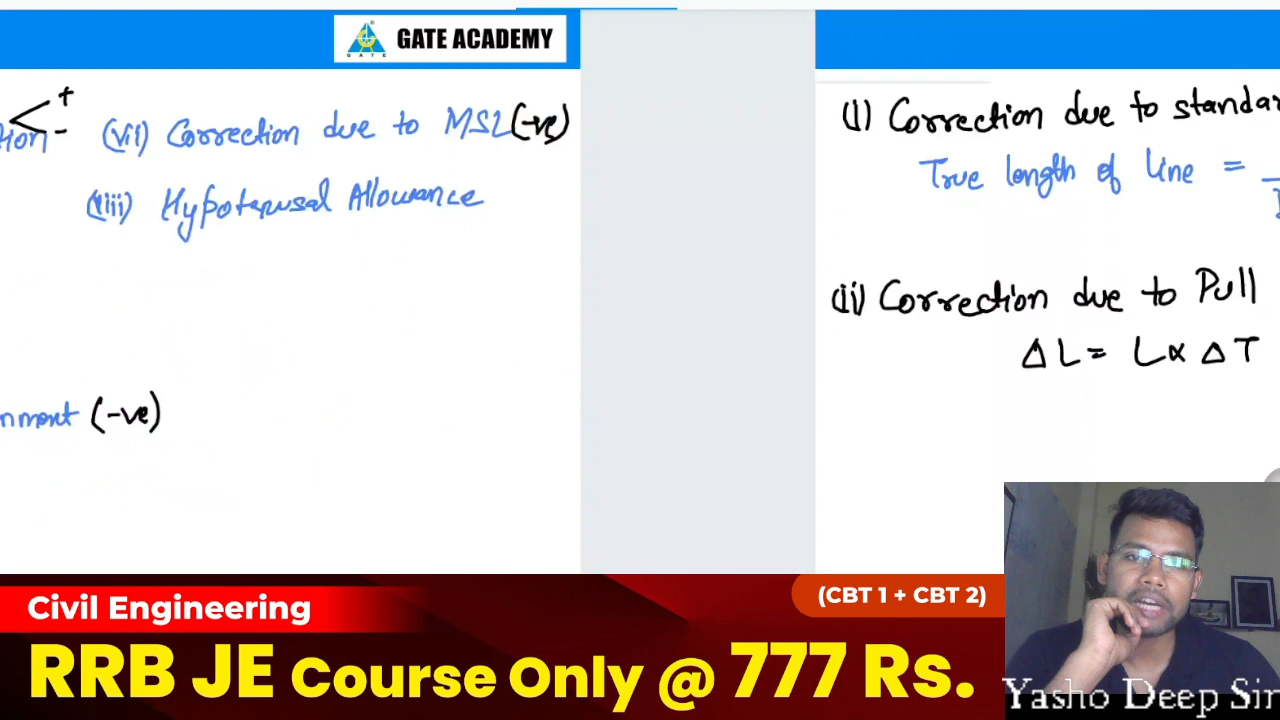 GATE ACADEMY
GATE
+
-
(vii) Correction due to MSL (-ve)
(viii) Hypotenusal Allowance
(-ve)
(i) Correction due to standar
True length of line =
(ii) Correction due to Pull
ΔL = L∝ ΔT
Civil Engineering
(CBT 1 + CBT 2)
RRB JE Course Only @ 777 Rs.
Yasho Deep Sir